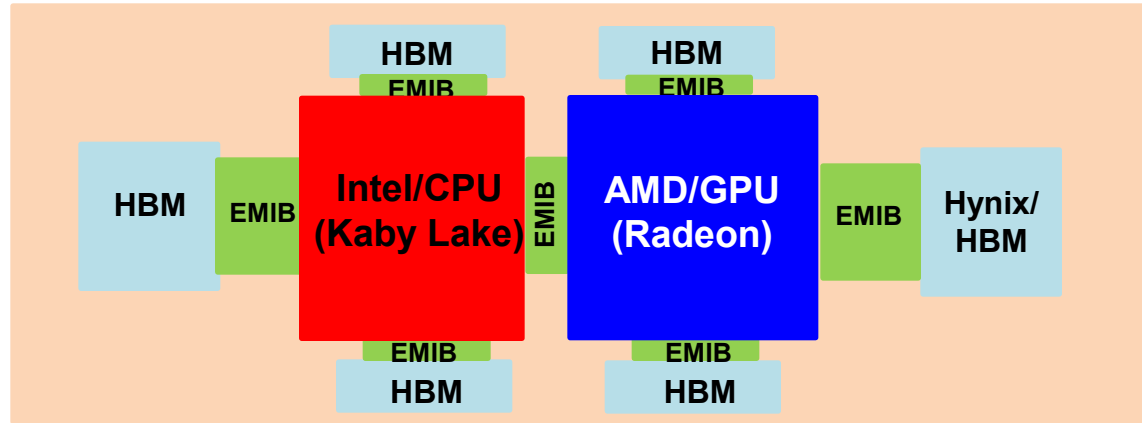 HBM
HBM
EMIB
EMIB
HBM
EMIB
Intel/CPU
(Kaby Lake)
EMIB
AMD/GPU
(Radeon)
EMIB
Hynix/
HBM
EMIB
EMIB
HBM
HBM